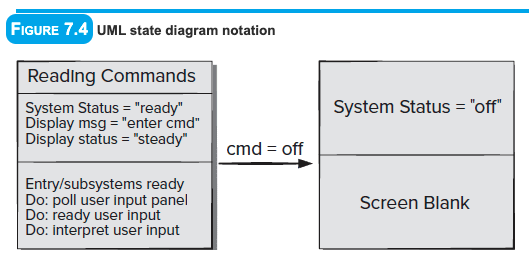 FIGURE 7.4 UML state diagram notation
Reading Commands
System Status = "ready"
Display msg = "enter cmd"
Display status = "steady"
Entry/subsystems ready
Do: poll user input panel
Do: ready user input
Do: interpret user input
cmd = off
System Status = "off"
Screen Blank